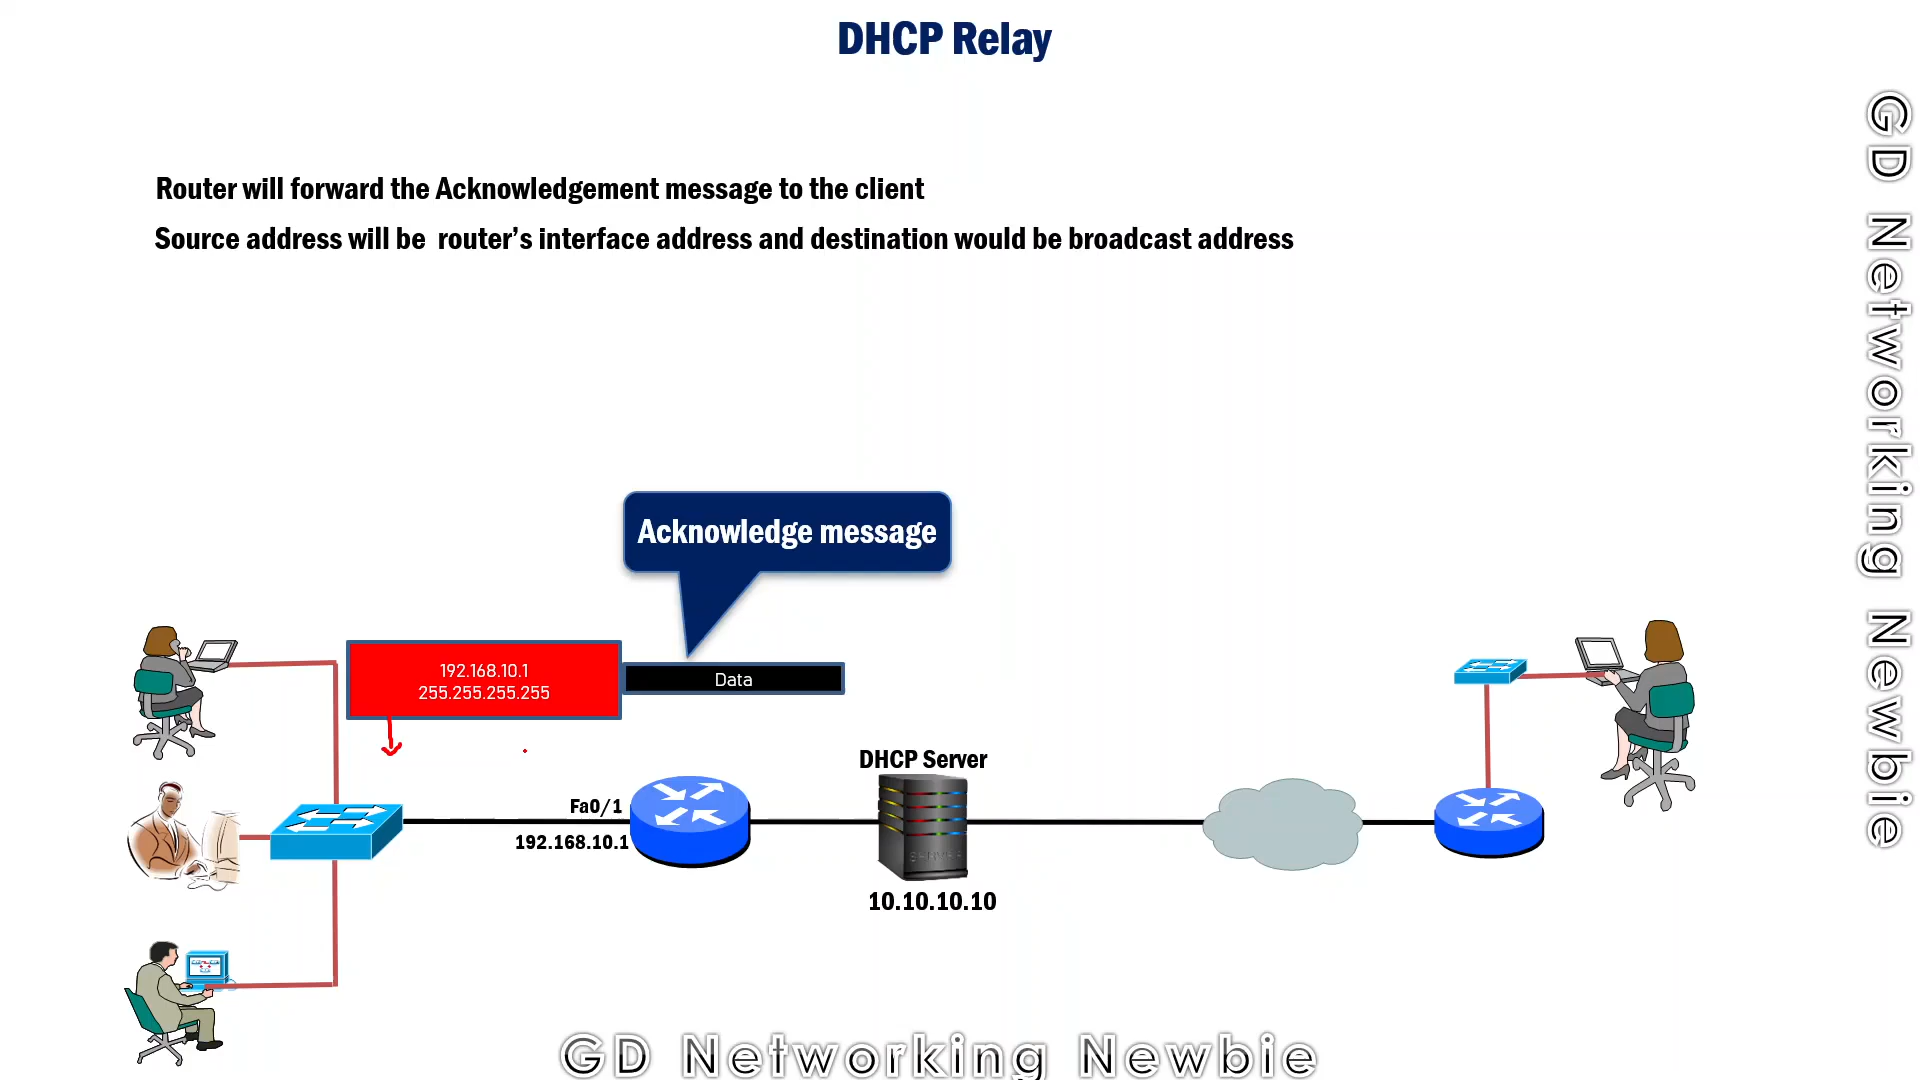 DHCP Relay
Router will forward the Acknowledgement message to the client
Source address will be router’s interface address and destination would be broadcast address
Acknowledge message
192.168.10.1
255.255.255.255
Data
DHCP Server
Fa0/1
192.168.10.1
10.10.10.10
GD Networking Newbie
GD Networking Newbie